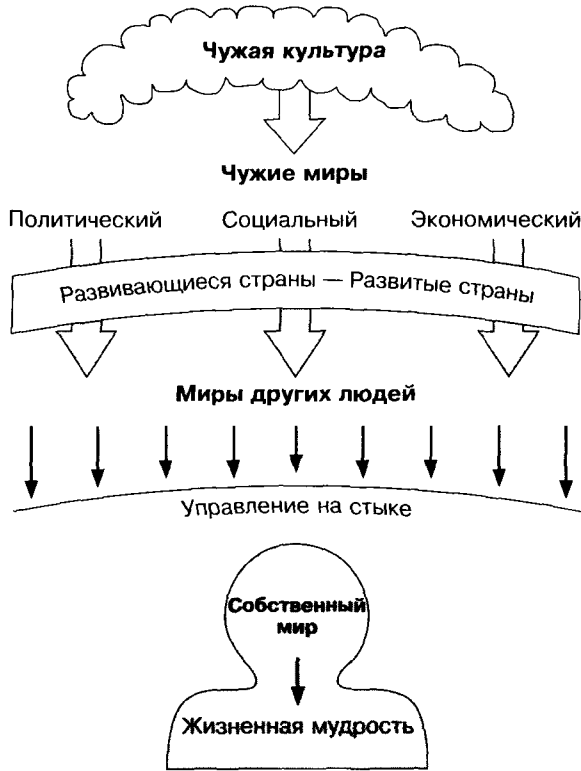 Чужая культура
Чужие миры
Политический Социальный Экономический
Развивающиеся страны — Развитые страны
Миры других людей
Управление на стыке
Собственный
мир
Жизненная мудрость